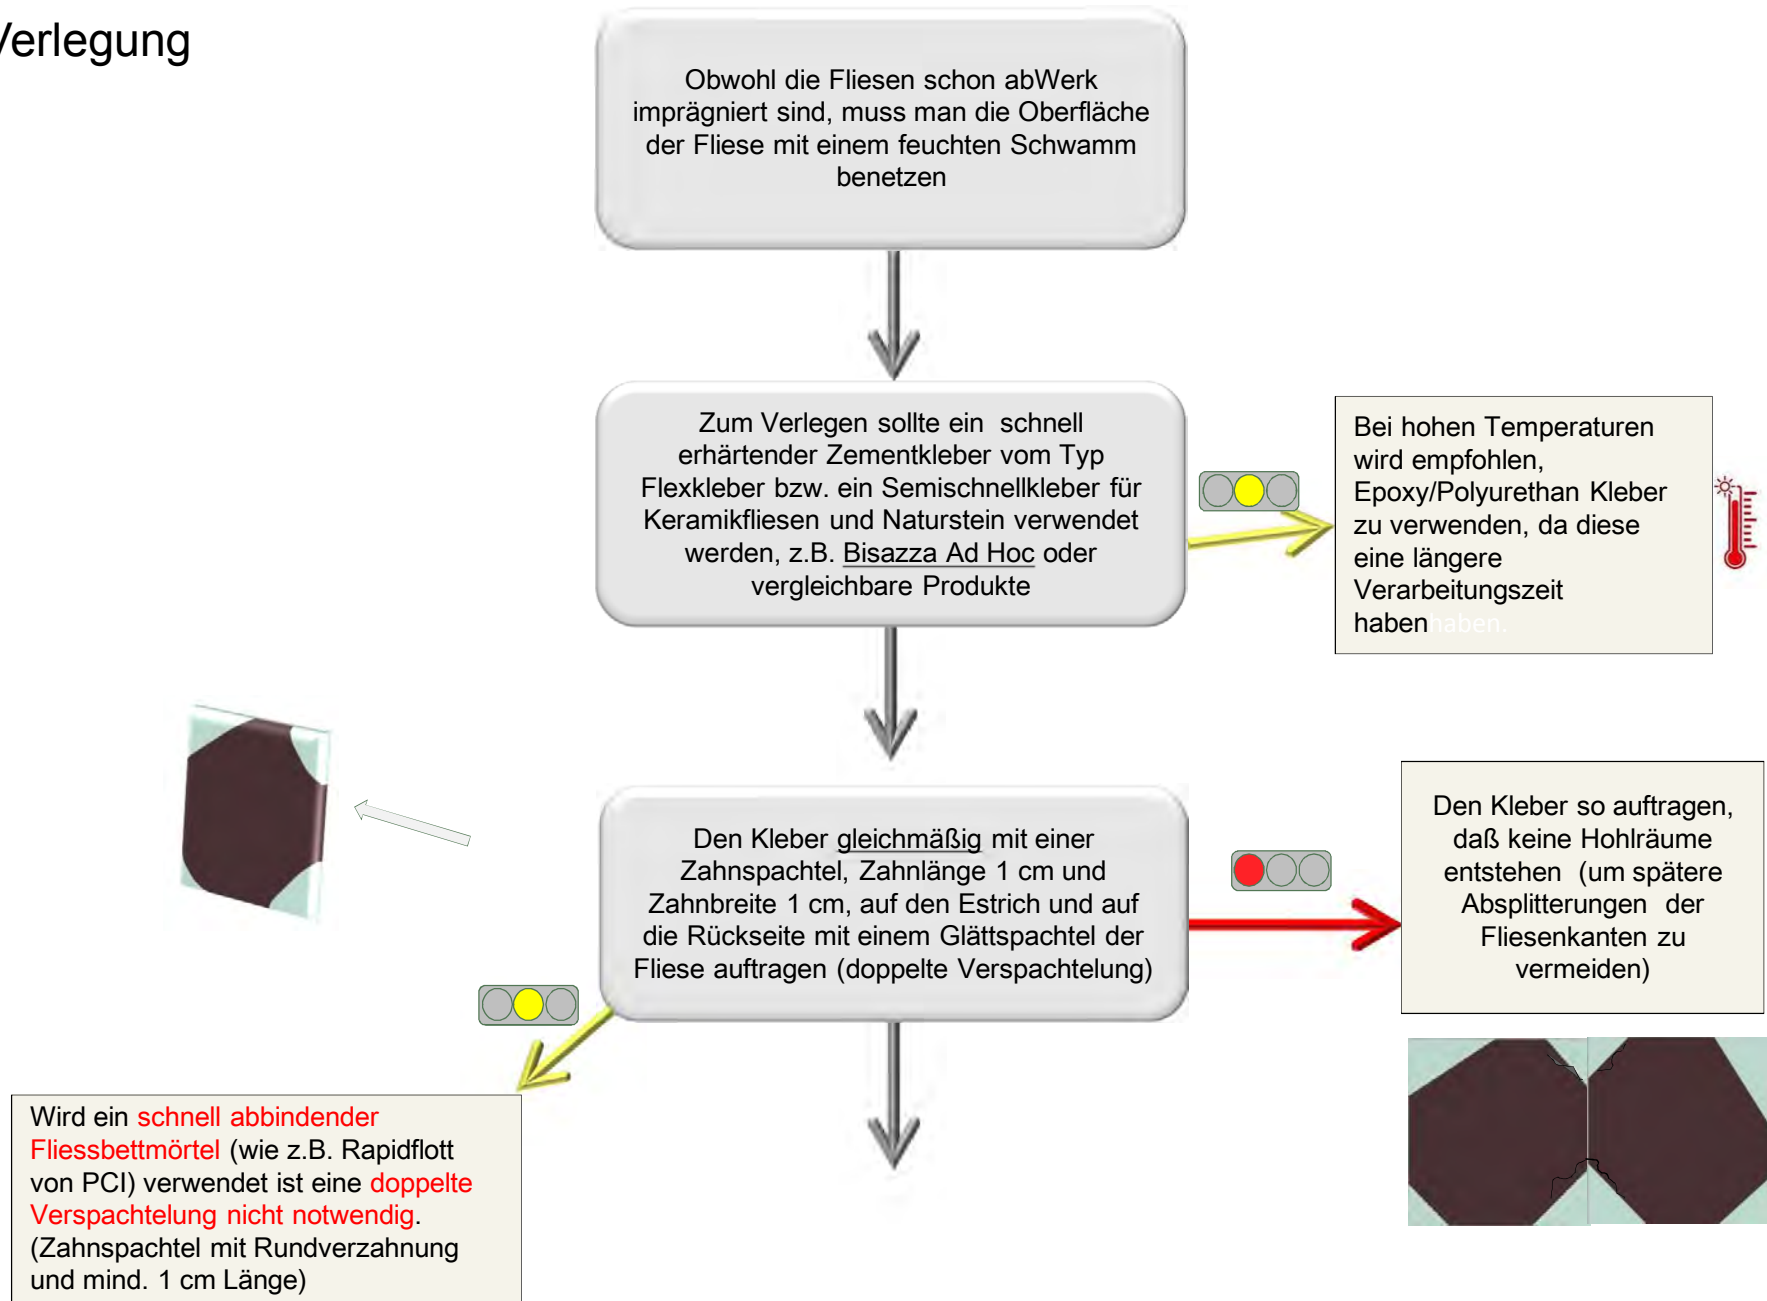 Verlegung
Obwohl die Fliesen schon abWerk
imprägniert sind, muss man die Oberfläche
der Fliese mit einem feuchten Schwamm
benetzen
Zum Verlegen sollte ein schnell
erhärtender Zementkleber vom Typ
Flexkleber bzw. ein Semischnellkleber für
Keramikfliesen und Naturstein verwendet
werden, z.B. Bisazza Ad Hoc oder
vergleichbare Produkte
Bei hohen Temperaturen
wird empfohlen,
Epoxy/Polyurethan Kleber
zu verwenden, da diese
eine längere
Verarbeitungszeit
habenhaben.
Den Kleber gleichmäßig mit einer
Zahnspachtel, Zahnlänge 1 cm und
Zahnbreite 1 cm, auf den Estrich und auf
die Rückseite mit einem Glättspachtel der
Fliese auftragen (doppelte Verspachtelung)
Den Kleber so auftragen,
daß keine Hohlräume
entstehen (um spätere
Absplitterungen der
Fliesenkanten zu
vermeiden)
Wird ein schnell abbindender
Fliessbettmörtel (wie z.B. Rapidflott
von PCI) verwendet ist eine doppelte
Verspachtelung nicht notwendig.
(Zahnspachtel mit Rundverzahnung
und mind. 1 cm Länge)